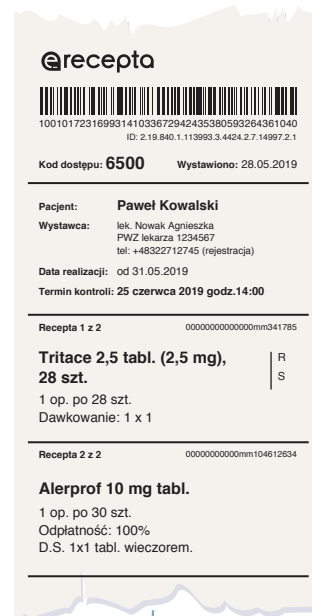 erecepta
10010172316993141033672942435380593264361040
ID: 2.19.840.1.113993.3.4424.2.7.14997.2.1
Kod dostępu: 6500 Wystawiono: 28.05.2019
Pacjent: Paweł Kowalski
Wystawca: lek. Nowak Agnieszka
PWZ lekarza 1234567
tel: +48322712745 (rejestracja)
Data realizacji: od 31.05.2019
Termin kontroli: 25 czerwca 2019 godz.14:00
Recepta 1 z 2 00000000000000mm341785
Tritace 2,5 tabl. (2,5 mg), R
28 szt. S
1 op. po 28 szt.
Dawkowanie: 1 x 1
Recepta 2 z 2 00000000000mm104612634
Alerprof 10 mg tabl.
1 op. po 30 szt.
Odpłatność: 100%
D.S. 1x1 tabl. wieczorem.